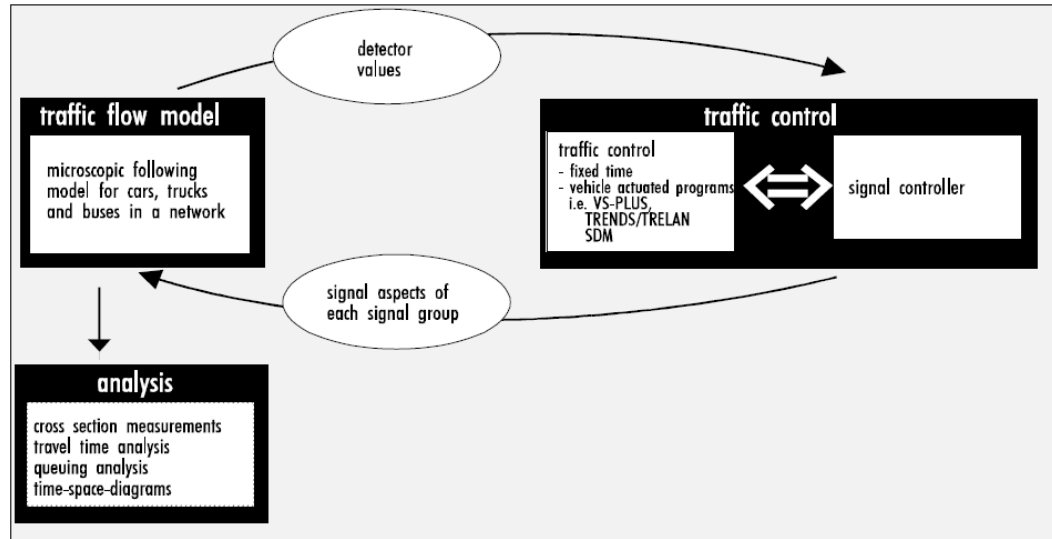 detector
values
traffic flow model
microscopic following
model for cars, trucks
and buses in a network
traffic control
traffic control
- fixed time
- vehicle actuated programs
i.e. VS-PLUS,
TRENDS/TRELAN
SDM
signal controller
signal aspects of
each signal group
analysis
cross section measurements
travel time analysis
queuing analysis
time-space-diagrams